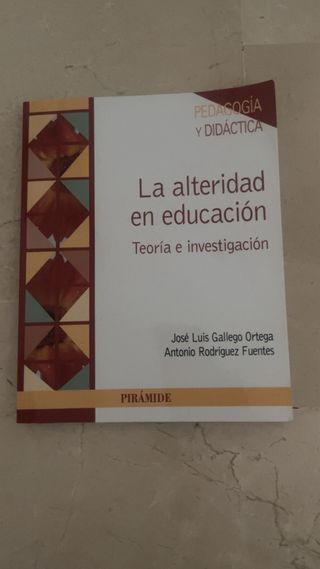 PEDAGOGÍA
Y DIDÁCTICA
La alteridad
en educación
Teoría e investigación
José Luis Gallego Ortega
Antonio Rodríguez Fuentes
PIRÁMIDE